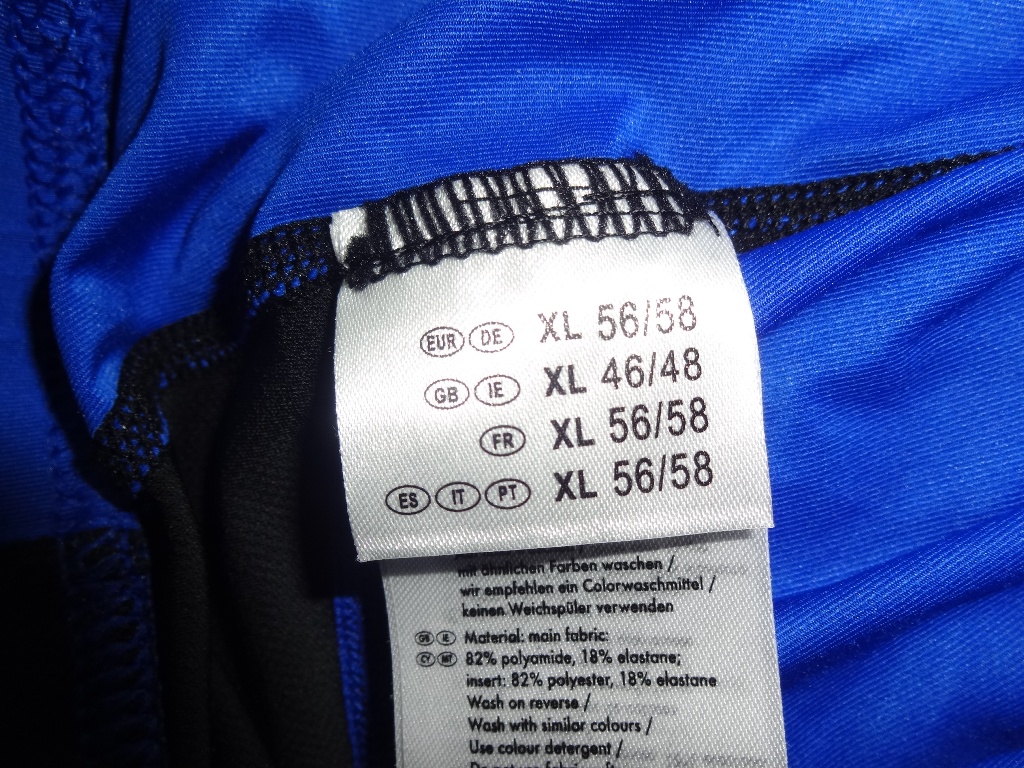 EUR DE XL 56/58
GB IE XL 46/48
FR XL 56/58
ES IT PT XL 56/58
mit ähnlichen Farben waschen /
wir empfehlen ein Colorwaschmittel /
keinen Weichspüler verwenden
GB IE Material: main fabric:
CY MT 82% polyamide, 18% elastane;
insert: 82% polyester, 18% elastane
Wash on reverse /
Wash with similar colours /
Use colour detergent /